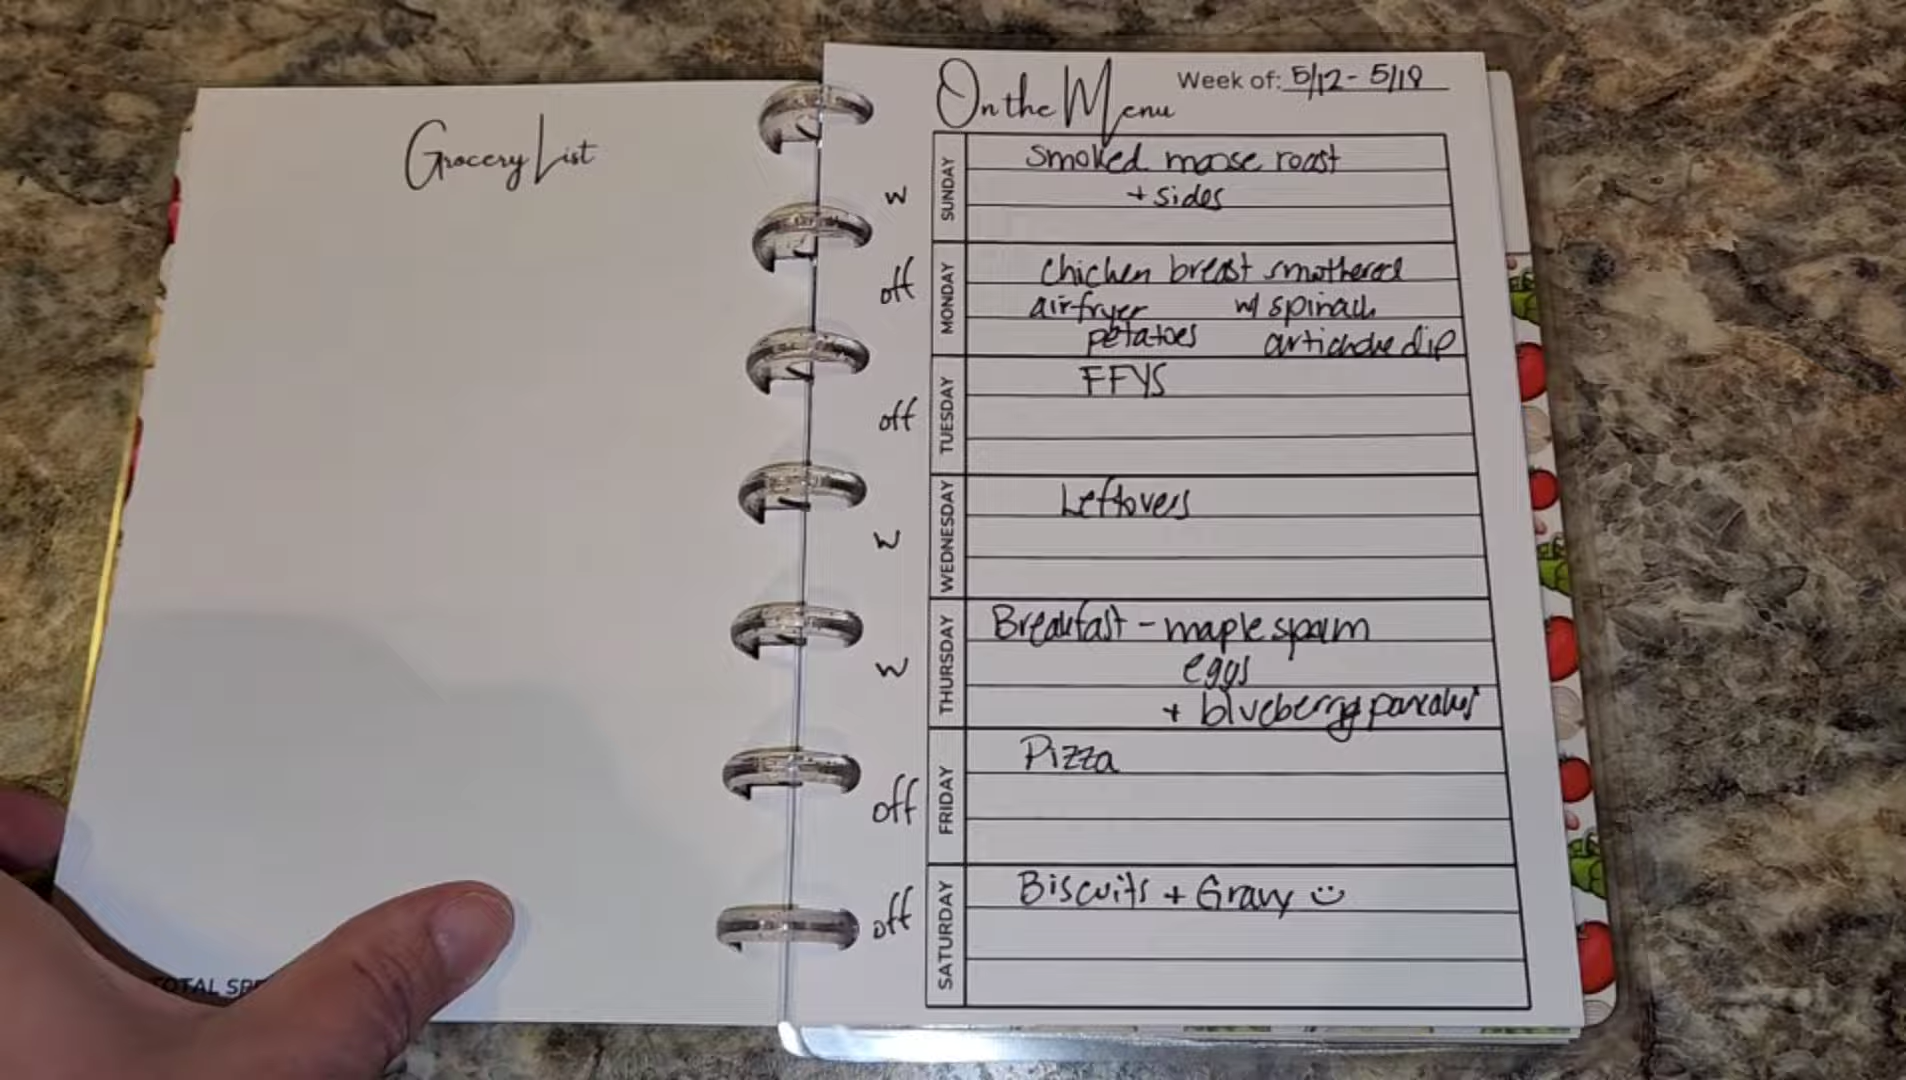 Grocery List
TOTAL
On the Menu
Week of: 5/12 - 5/18
w
SUNDAY
Smoked moose roast
+ sides
off
MONDAY
Chicken breast smothered
airfryer w/ spinach
potatoes artichoke dip
off
TUESDAY
FFYS
w
WEDNESDAY
Leftovers
w
THURSDAY
Breakfast - maple spam
eggs
+ blueberry pancakes
off
FRIDAY
Pizza
off
SATURDAY
Biscuits + Gravy